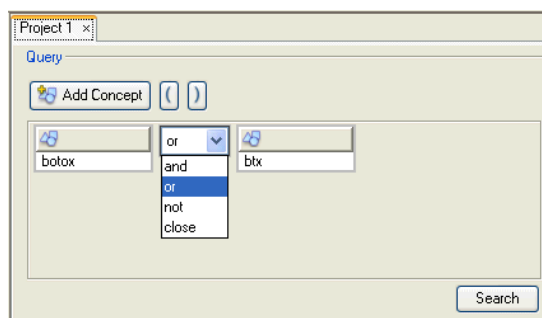 Project 1 ×
Query
Add Concept ( )
or
botox and btx
or
not
close
Search